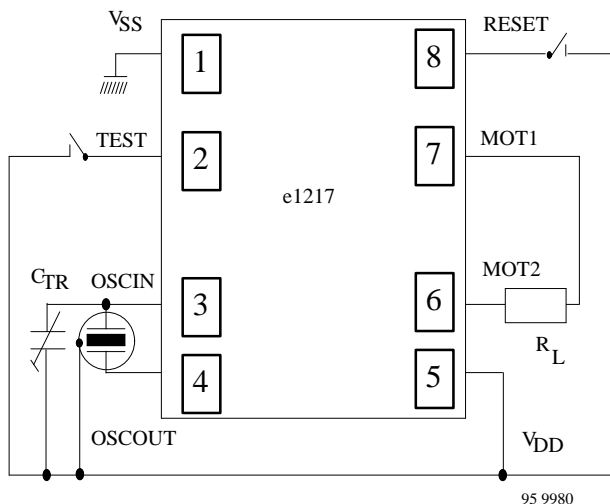 VSS
RESET
1
8
TEST
MOT1
2
7
e1217
CTR
OSCIN
MOT2
3
6
RL
4
5
OSCOUT
VDD
95 9980